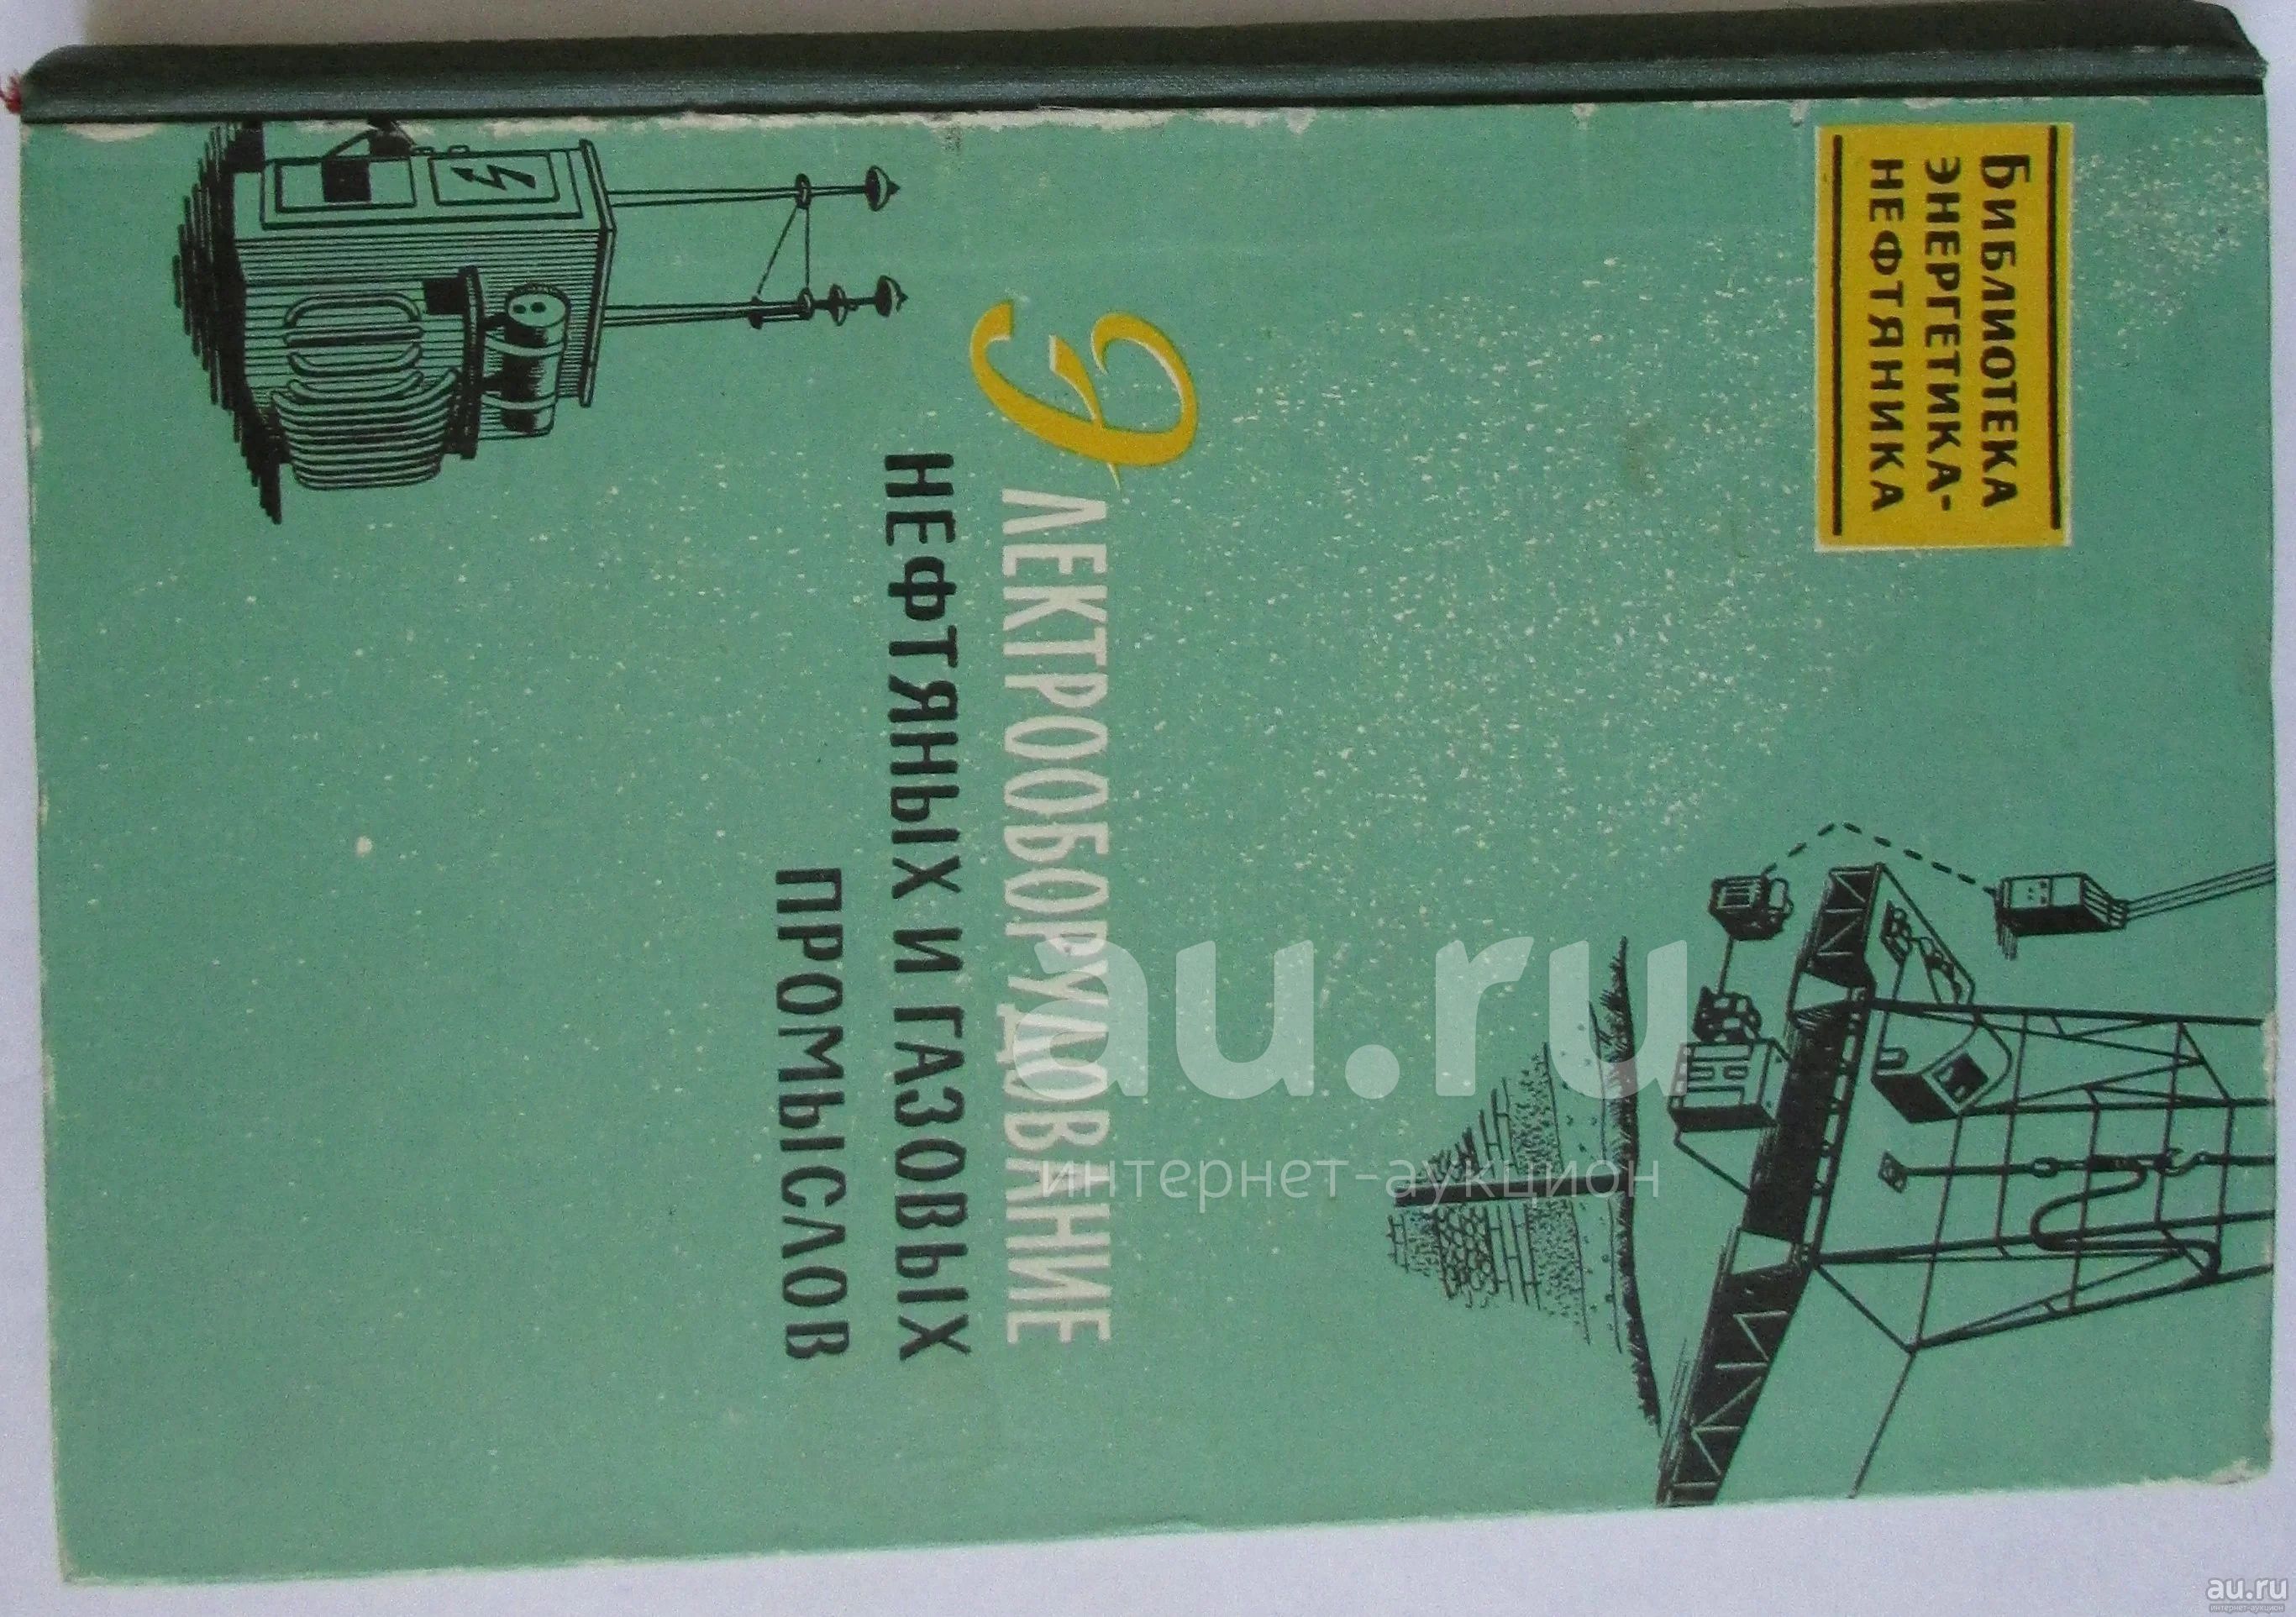 Библиотека
энергетика-
нефтяника
Электрооборудование
нефтяных и газовых
промыслов
au.ru
интернет-аукцион
au.ru
интернет-аукцион